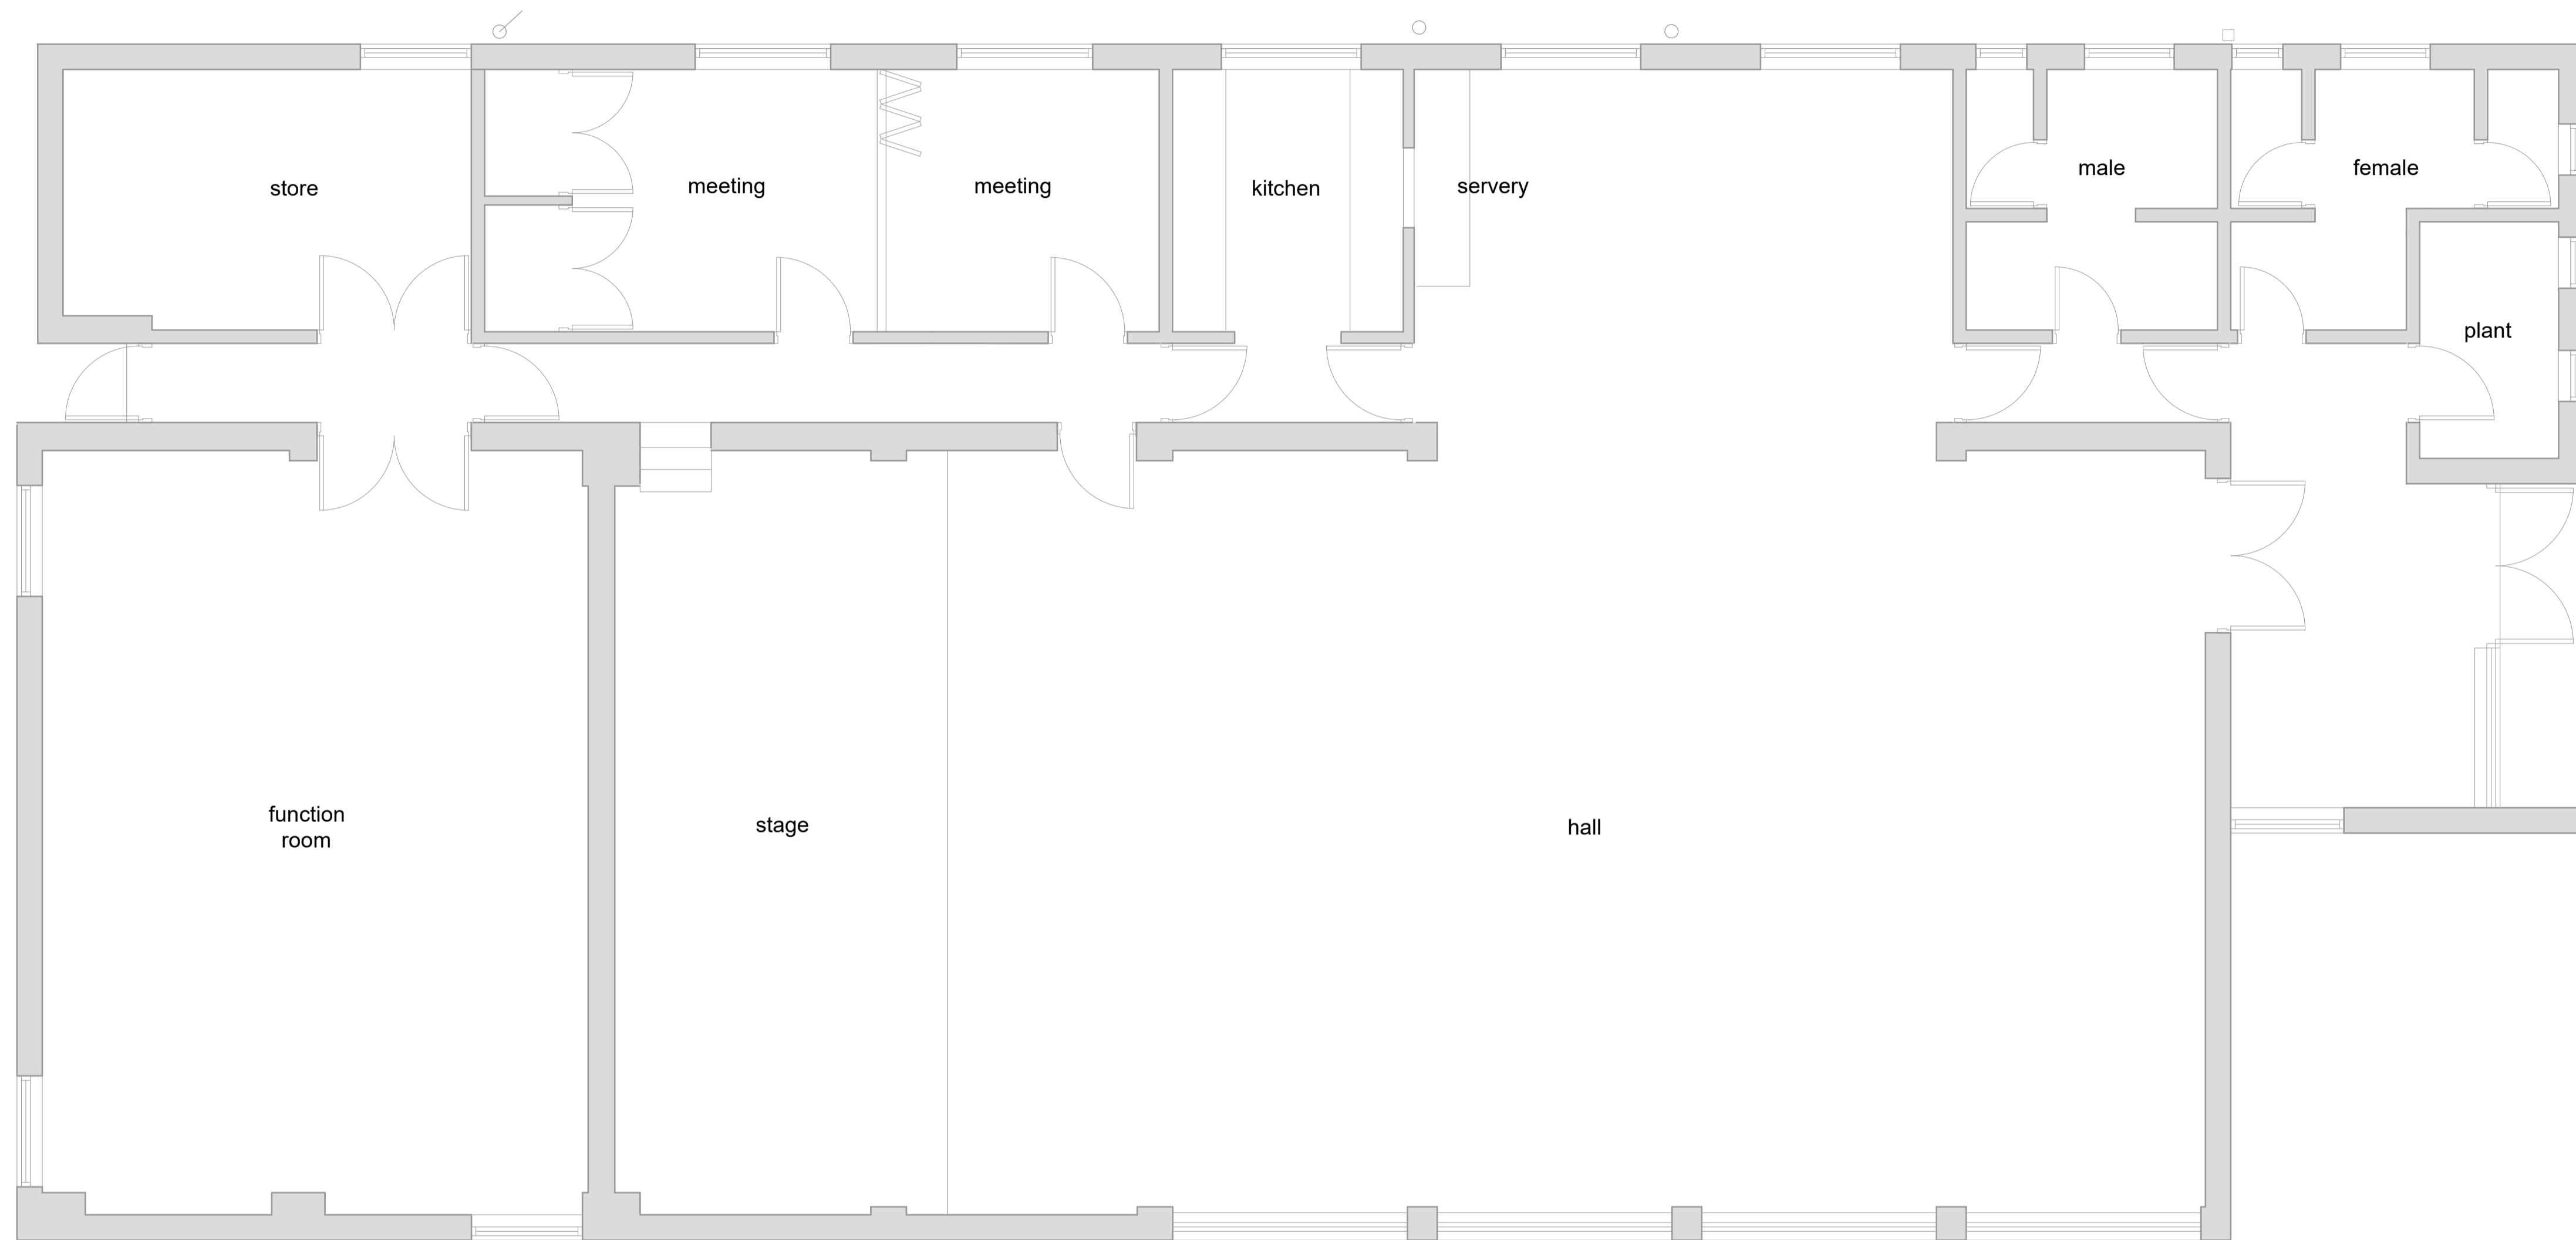 store
meeting
meeting
kitchen
servery
male
female
plant
function
room
stage
hall